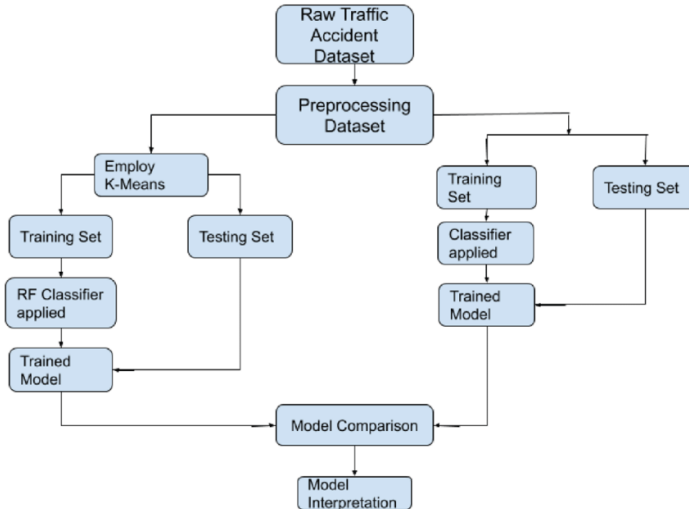 Raw Traffic
Accident
Dataset
Preprocessing
Dataset
Employ
K-Means
Training Set
Testing Set
RF Classifier
applied
Trained
Model
Training
Set
Testing Set
Classifier
applied
Trained
Model
Model Comparison
Model
Interpretation